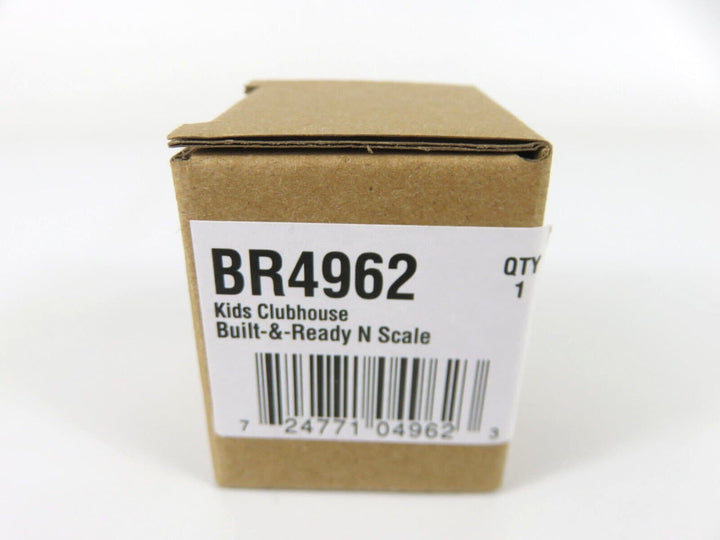 BR4962 QTY
Kids Clubhouse 1
Built-&-Ready N Scale
7 24771 04962 3